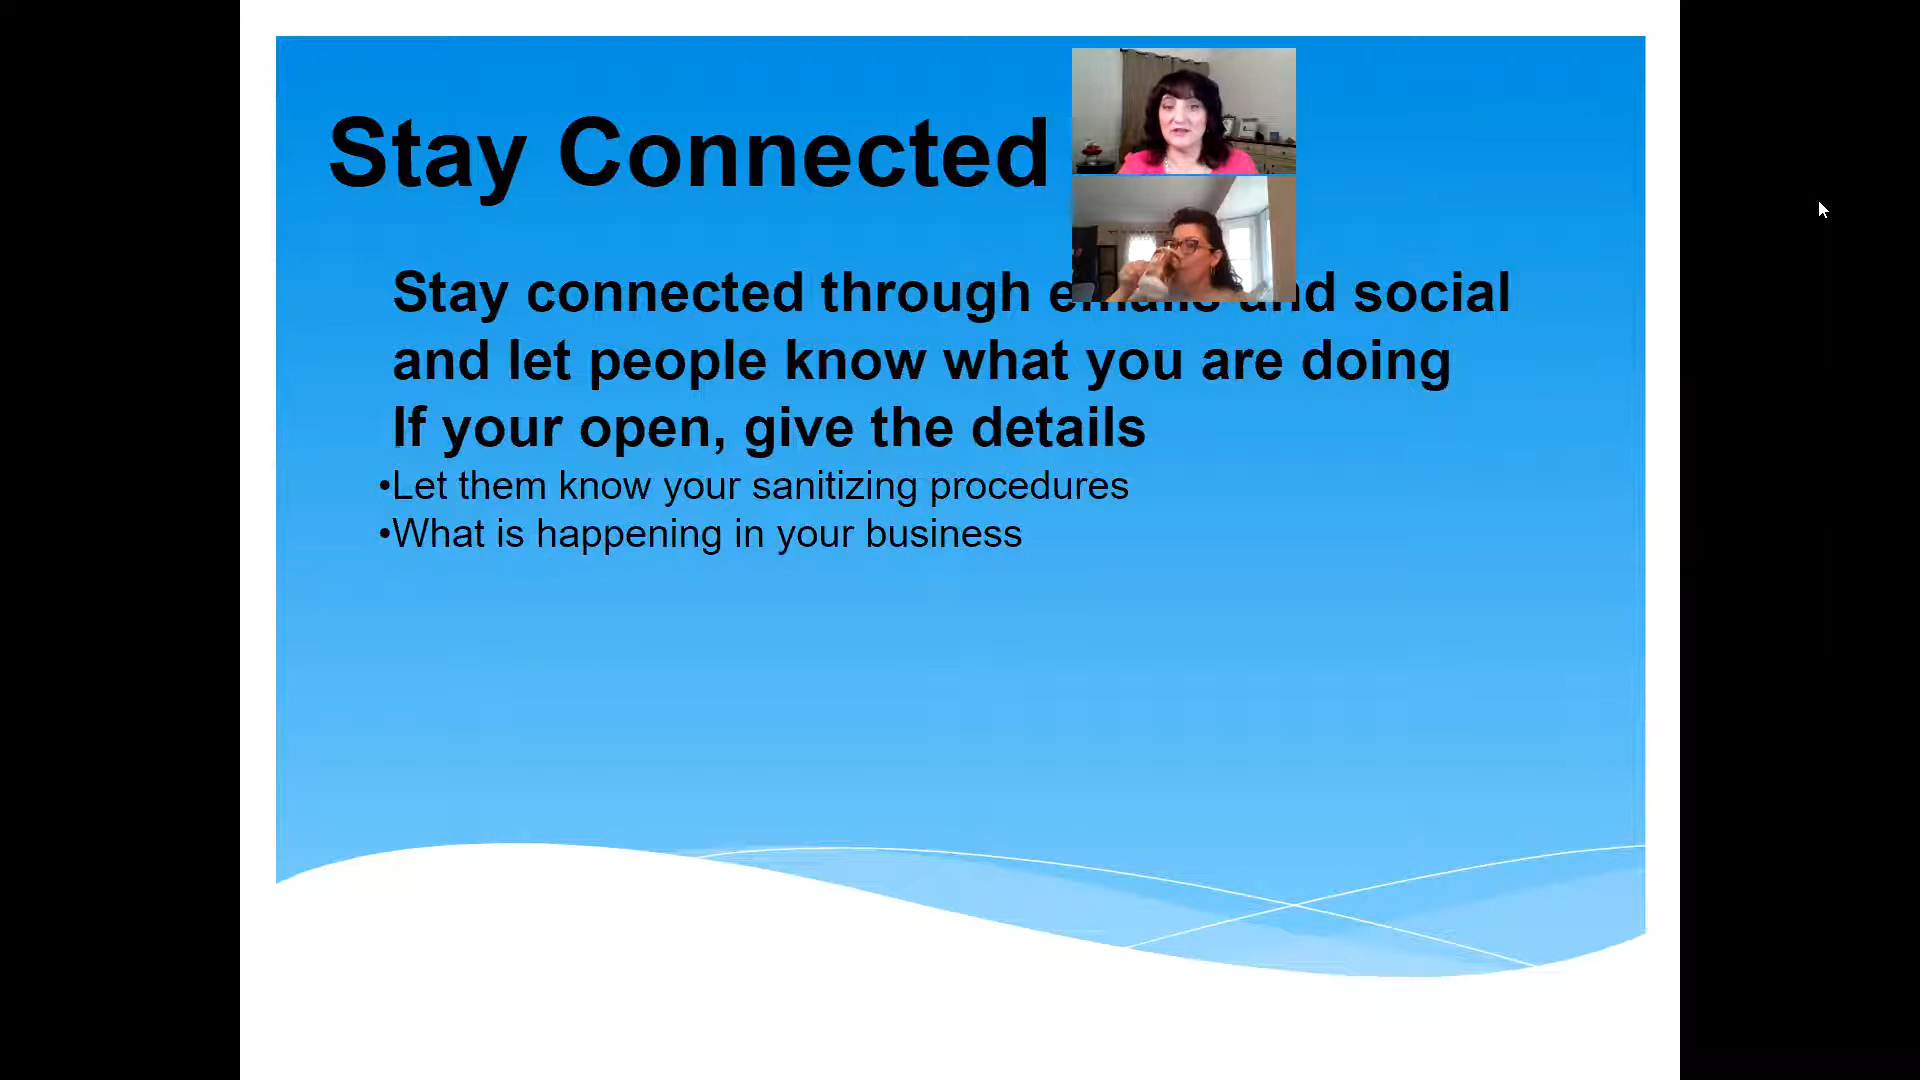 Stay Connected
Stay connected through emails and social
and let people know what you are doing
If your open, give the details
•Let them know your sanitizing procedures
•What is happening in your business